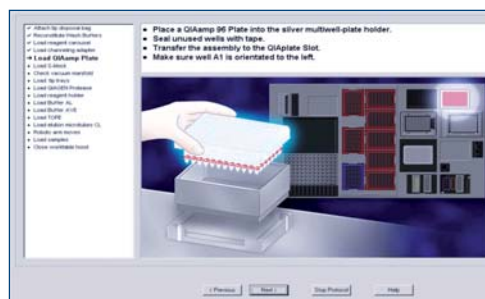 Attach tip disposal bag
Reconstitute Wash Buffers
Load reagent carousel
Load channeling adapter
Load QIAamp Plate
Load S-block
Check vacuum manifold
Load tip trays
Load QIAGEN Protease
Load reagent holder
Load Buffer AL
Load Buffer AVE
Load TOPE
Load elution microtubes CL
Robotic arm moves
Load samples
Close worktable hood
• Place a QIAamp 96 Plate into the silver multiwell-plate holder.
• Seal unused wells with tape.
• Transfer the assembly to the QIAplate Slot.
• Make sure well A1 is orientated to the left.
< Previous
Next >
Stop Protocol
Help